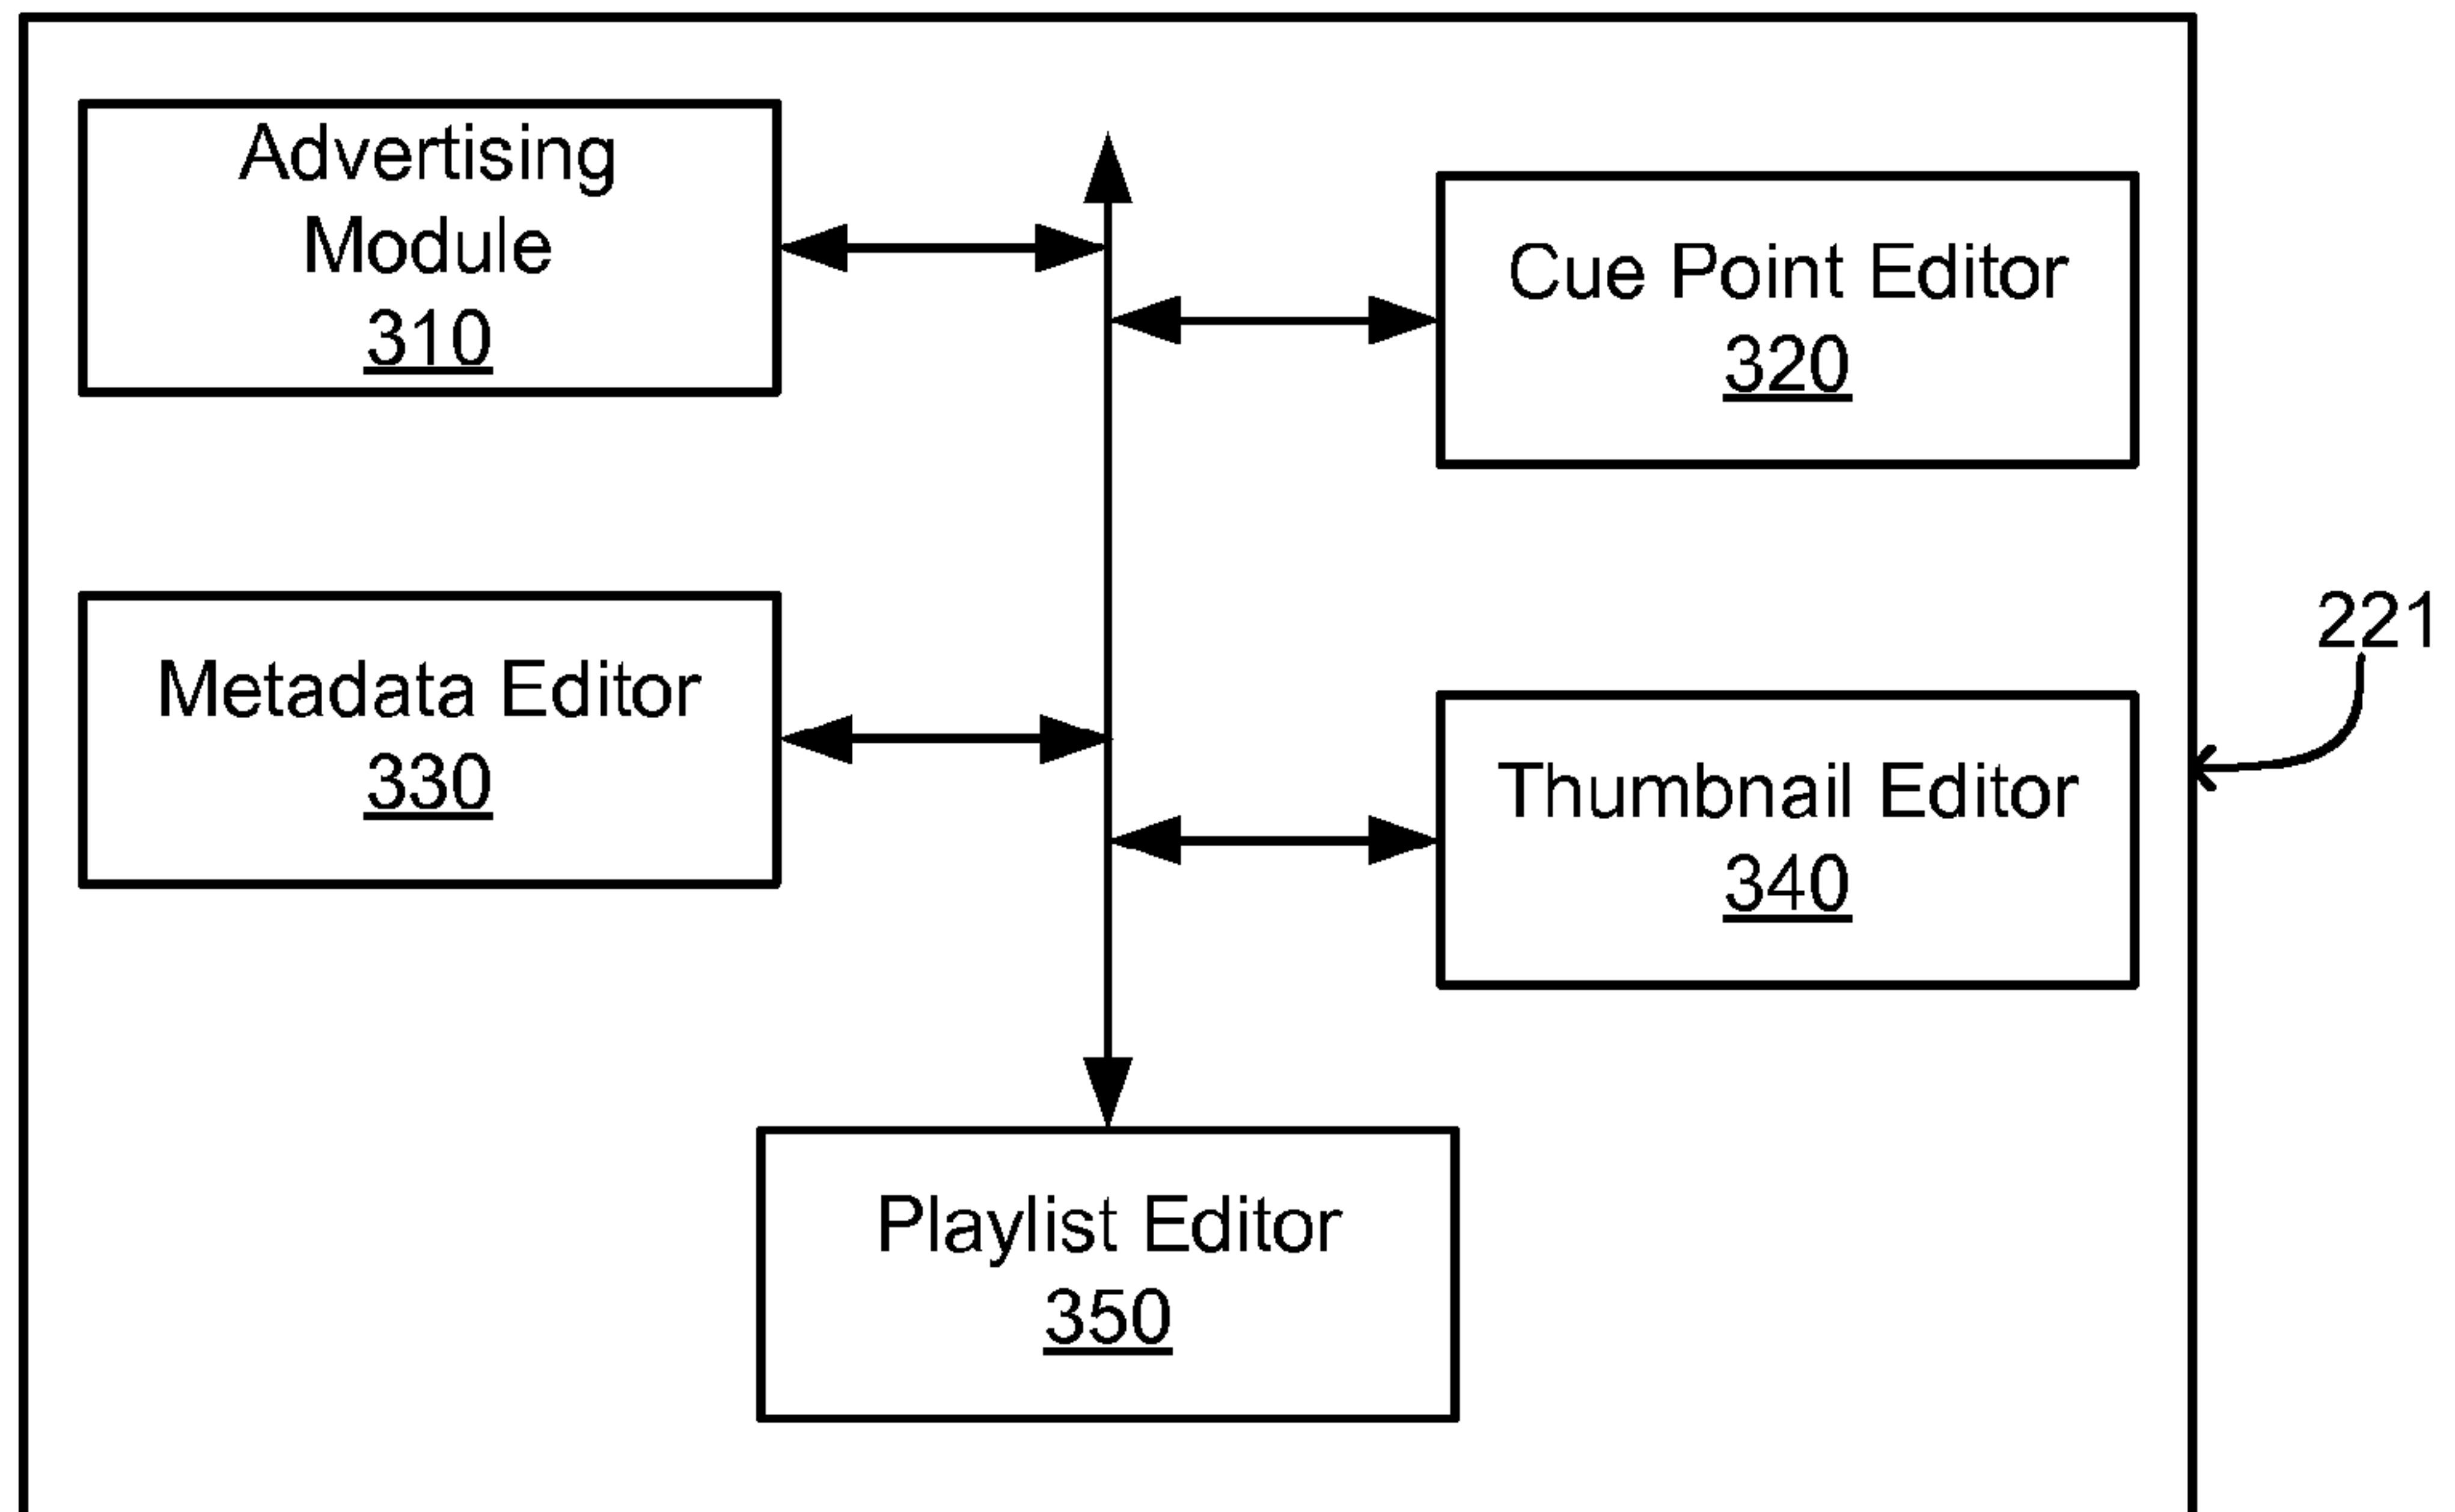 Advertising
Module
310
Cue Point Editor
320
Metadata Editor
330
Thumbnail Editor
340
221
Playlist Editor
350